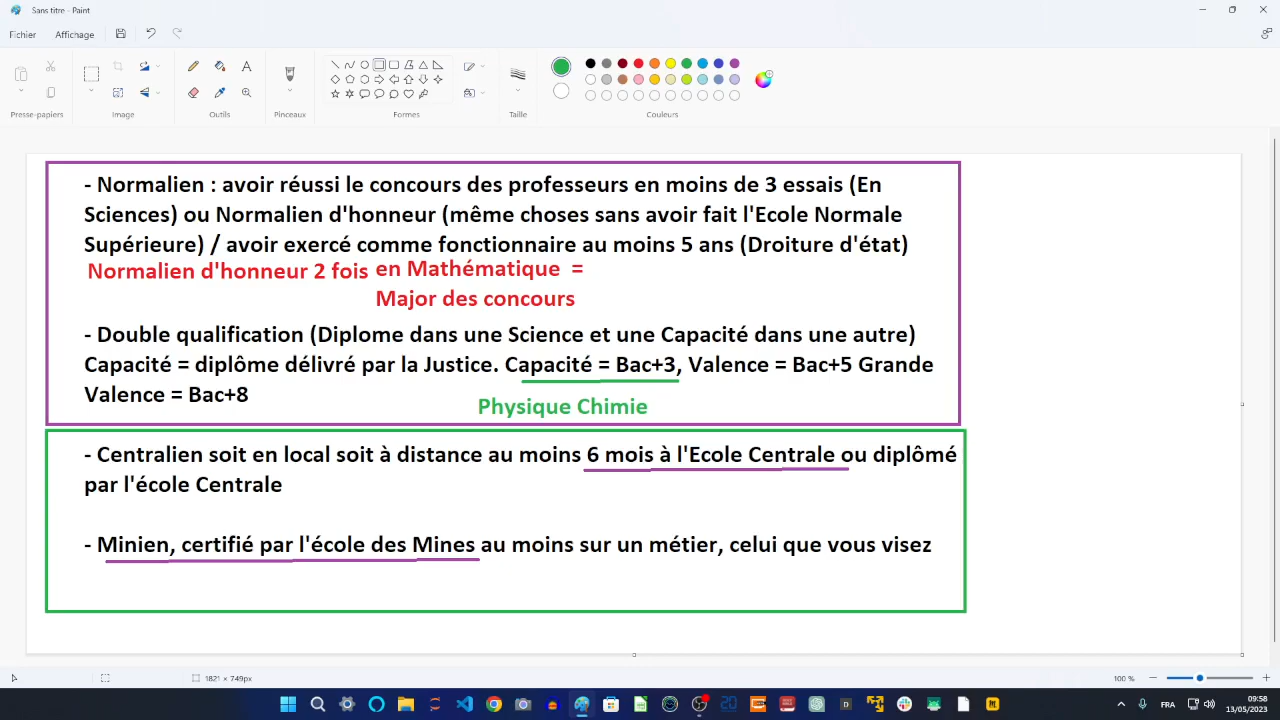 Sans titre - Paint
Fichier
Affichage
Presse-papiers
Image
Outils
Pinceaux
Formes
Taille
Couleurs
- Normalien : avoir réussi le concours des professeurs en moins de 3 essais (En
Sciences) ou Normalien d'honneur (même choses sans avoir fait l'Ecole Normale
Supérieure) / avoir exercé comme fonctionnaire au moins 5 ans (Droiture d'état)
Normalien d'honneur 2 fois en Mathématique =
Major des concours
- Double qualification (Diplome dans une Science et une Capacité dans une autre)
Capacité = diplôme délivré par la Justice. Capacité = Bac+3, Valence = Bac+5 Grande
Valence = Bac+8
Physique Chimie
- Centralien soit en local soit à distance au moins 6 mois à l'Ecole Centrale ou diplômé
par l'école Centrale
- Minien, certifié par l'école des Mines au moins sur un métier, celui que vous visez
1821 × 749px
100 %
FRA
09:58
13/05/2023